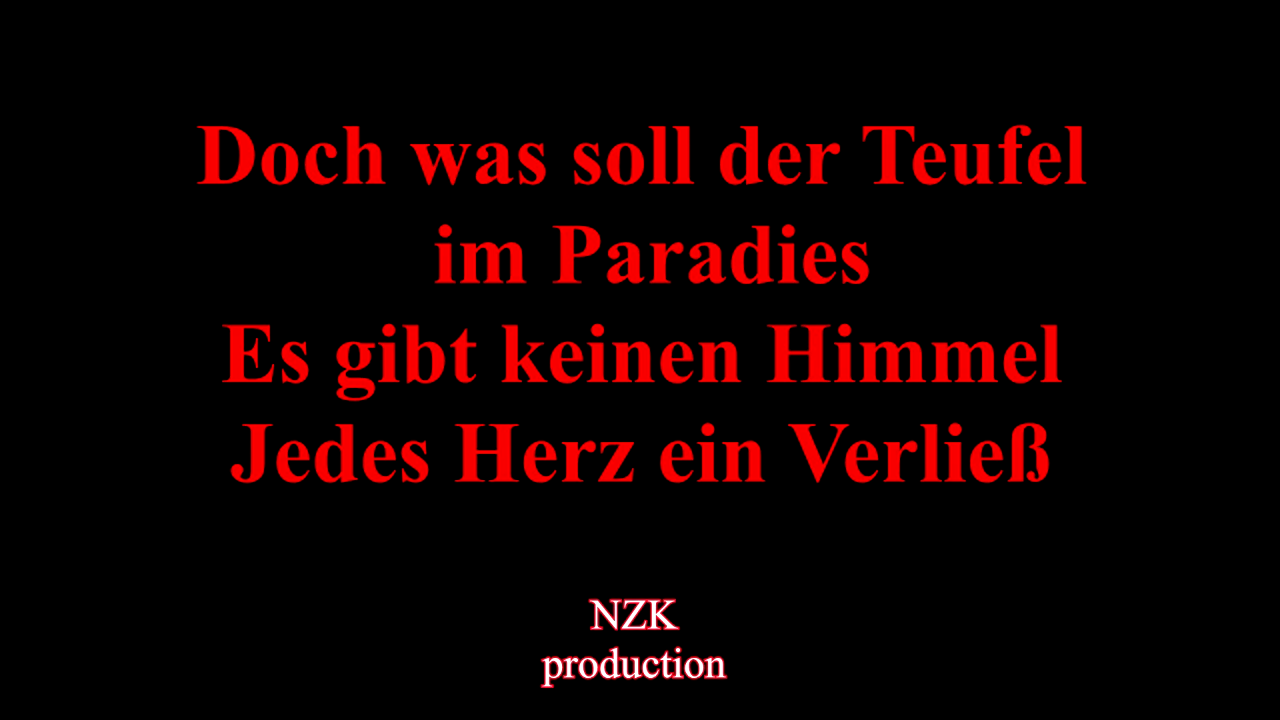 Doch was soll der Teufel
im Paradies
Es gibt keinen Himmel
Jedes Herz ein Verließ
NZK
production